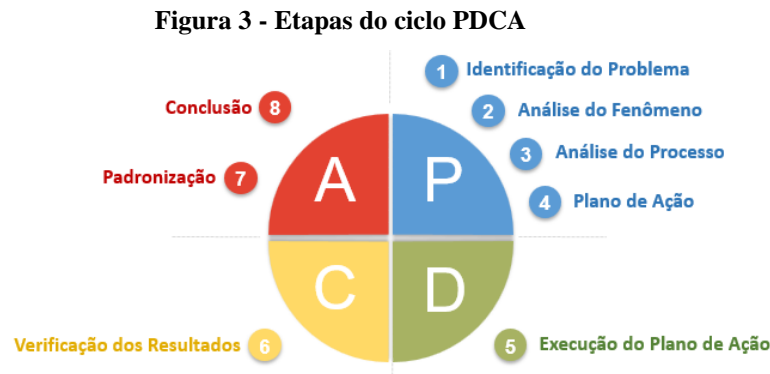 Figura 3 - Etapas do ciclo PDCA
1 Identificação do Problema
2 Análise do Fenômeno
3 Análise do Processo
4 Plano de Ação
Conclusão 8
Padronização 7
A P
C D
Verificação dos Resultados 6
5 Execução do Plano de Ação